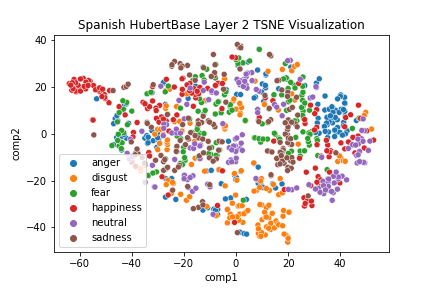 Spanish HubertBase Layer 2 TSNE Visualization
40
20
0
−20
−40
comp2
anger
disgust
fear
happiness
neutral
sadness
−60
−40
−20
0
20
40
comp1